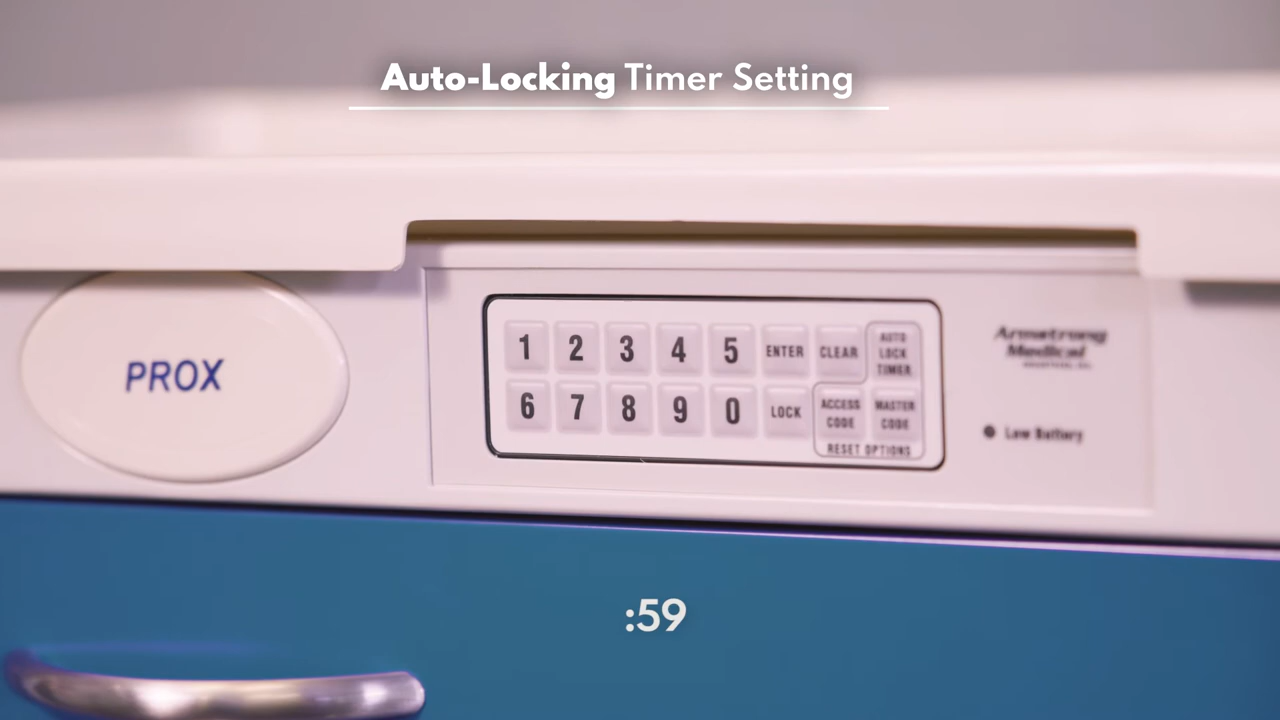 Auto-Locking Timer Setting
PROX
1 2 3 4 5 ENTER CLEAR AUTO LOCK TIMER
6 7 8 9 0 LOCK ACCESS CODE MASTER CODE
RESET OPTIONS
Armstrong
Medical
Low Battery
:59